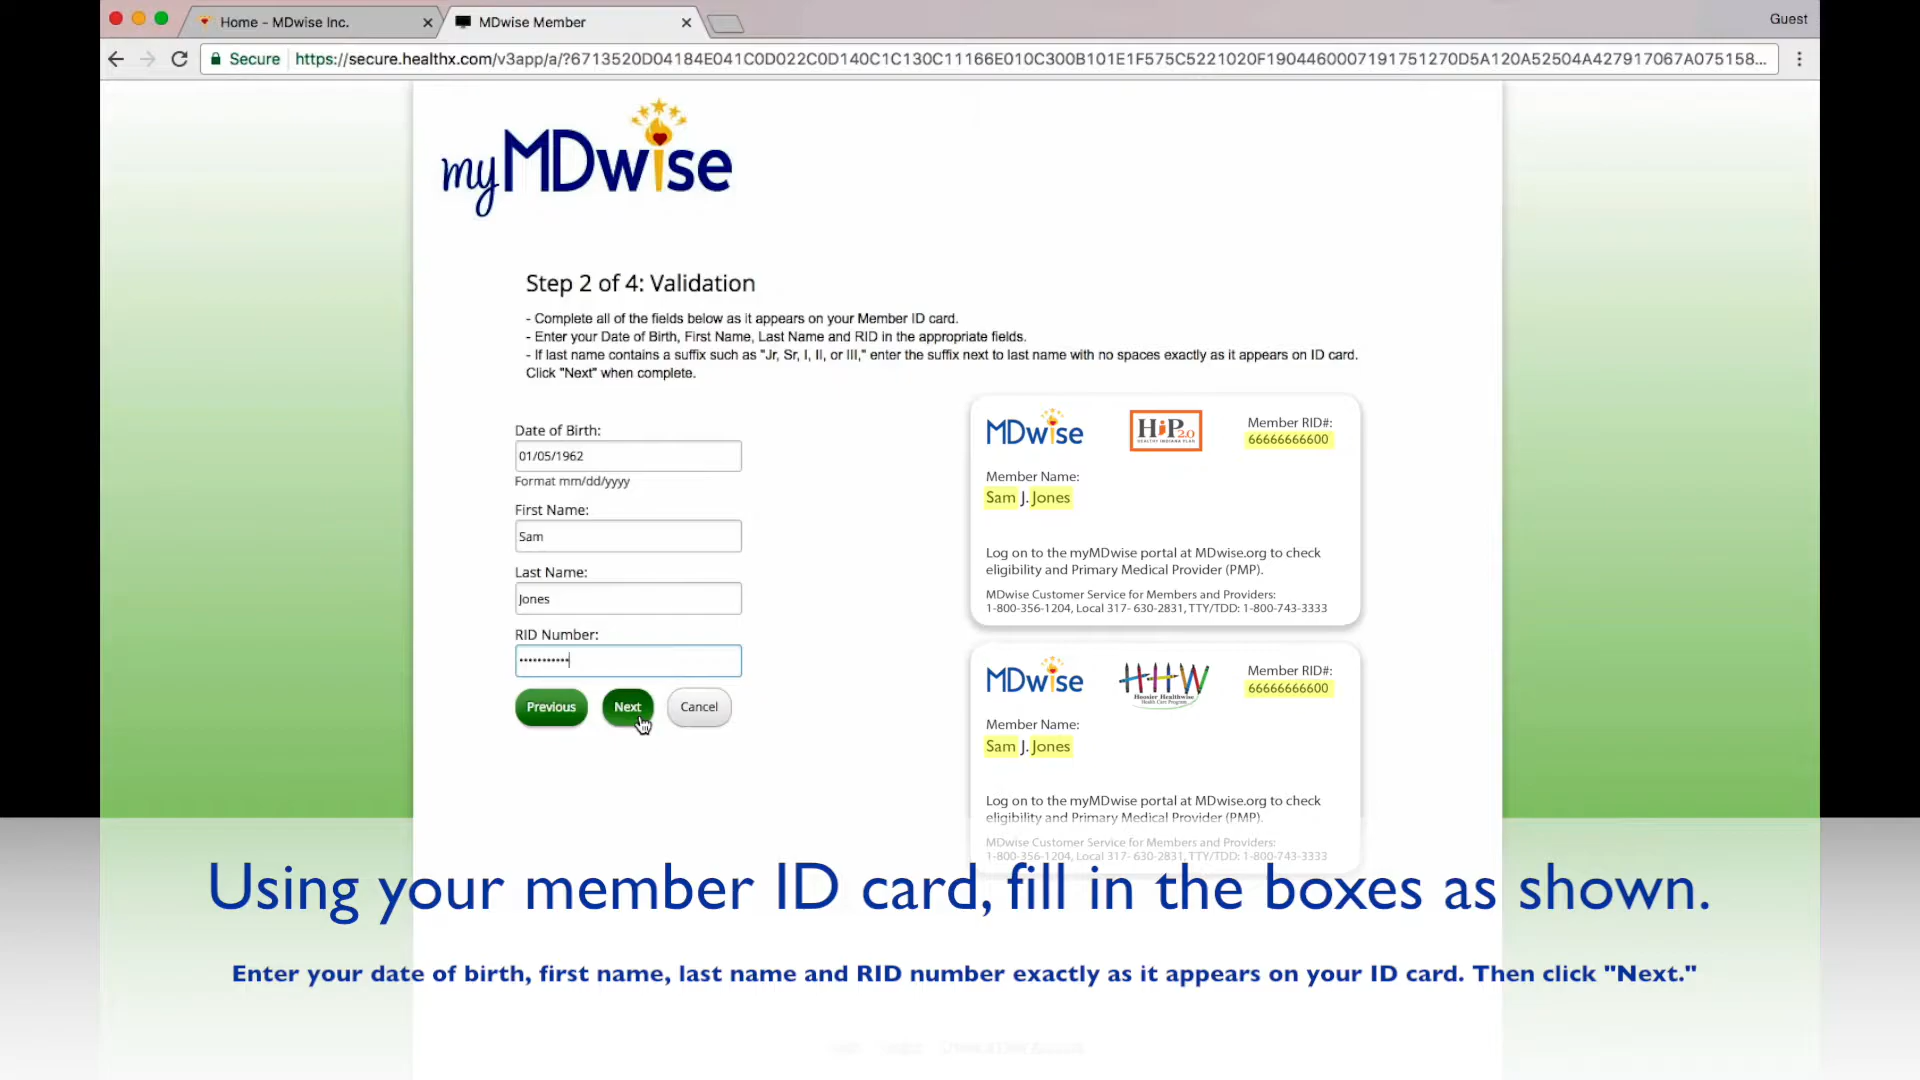 Home - MDwise Inc.
MDwise Member
Guest
Secure
https://secure.healthx.com/v3app/a/?6713520D04184E041C0D022C0D140C1C130C11166E010C300B101E1F575C5221020F1904460007191751270D5A120A52504A427917067A075158...
myMDwise
Step 2 of 4: Validation
- Complete all of the fields below as it appears on your Member ID card.
- Enter your Date of Birth, First Name, Last Name and RID in the appropriate fields.
- If last name contains a suffix such as "Jr, Sr, I, II, or III," enter the suffix next to last name with no spaces exactly as it appears on ID card.
Click "Next" when complete.
Date of Birth:
01/05/1962
Format mm/dd/yyyy
First Name:
Sam
Last Name:
Jones
RID Number:
•••••••••••
Previous
Next
Cancel
MDwise
HiP 2.0
HEALTHY INDIANA PLAN
Member RID#:
66666666600
Member Name:
Sam J. Jones
Log on to the myMDwise portal at MDwise.org to check
eligibility and Primary Medical Provider (PMP).
MDwise Customer Service for Members and Providers:
1-800-356-1204, Local 317- 630-2831, TTY/TDD: 1-800-743-3333
MDwise
HHW
Hoosier Healthwise
Health Care Program
Member RID#:
66666666600
Member Name:
Sam J. Jones
Log on to the myMDwise portal at MDwise.org to check
eligibility and Primary Medical Provider (PMP).
MDwise Customer Service for Members and Providers:
1-800-356-1204, Local 317- 630-2831, TTY/TDD: 1-800-743-3333
Using your member ID card, fill in the boxes as shown.
Enter your date of birth, first name, last name and RID number exactly as it appears on your ID card. Then click "Next."